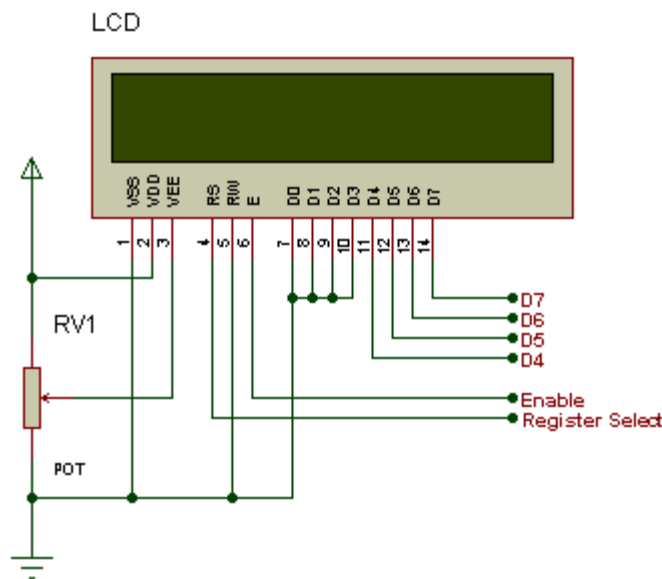 LCD
VSS VDD VEE RS RW E D0 D1 D2 D3 D4 D5 D6 D7
1 2 3 4 5 6 7 8 9 10 11 12 13 14
D7
D6
RV1
D5
D4
Enable
Register Select
POT